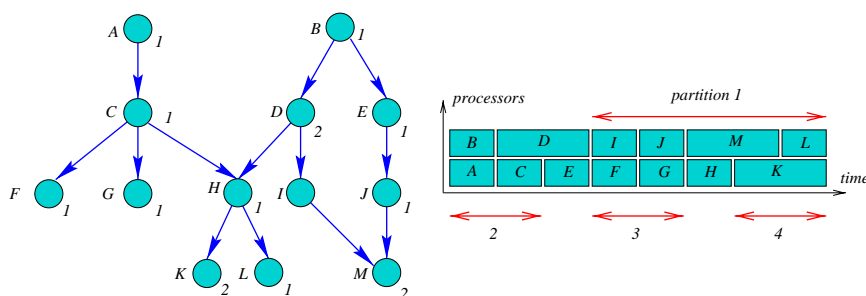 A 1
B 1
C 1
D 2
E 1
F 1
G 1
H 1
I 1
J 1
K 2
L 1
M 2
processors
partition 1
B D I J M L
A C E F G H K
time
2 3 4